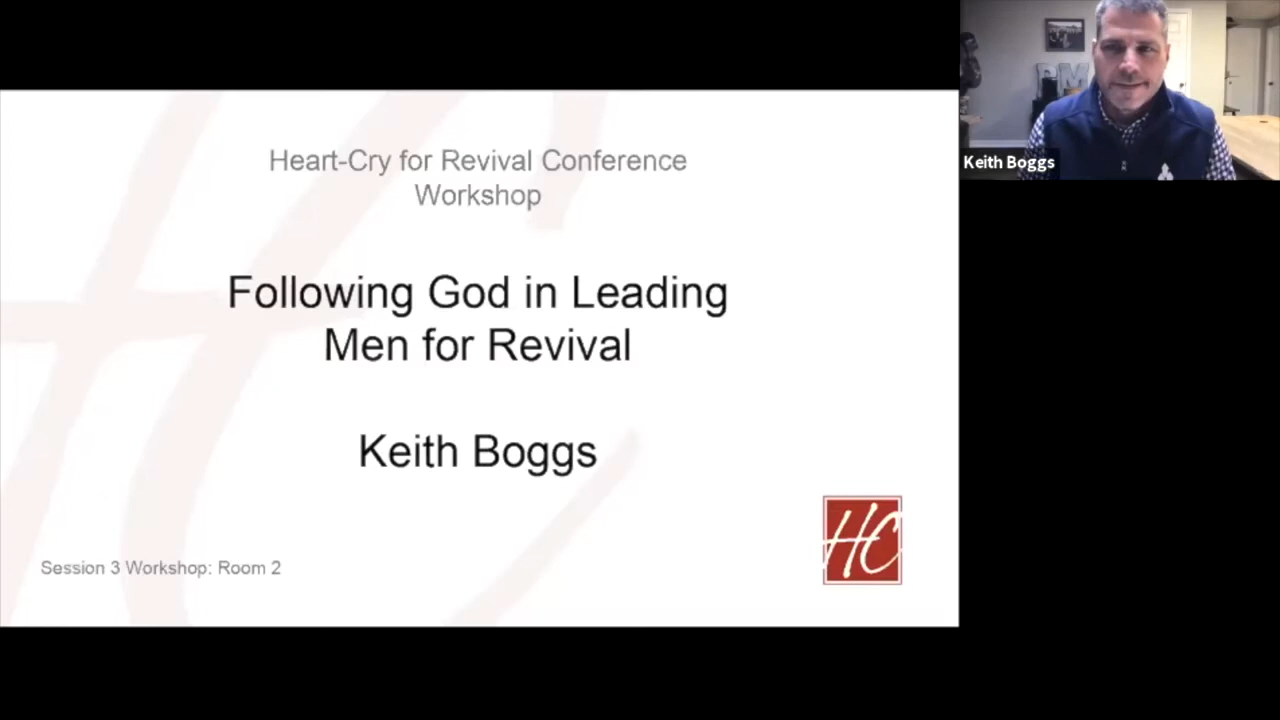 Heart-Cry for Revival Conference
Workshop
Following God in Leading
Men for Revival
Keith Boggs
Session 3 Workshop: Room 2
HC
Keith Boggs